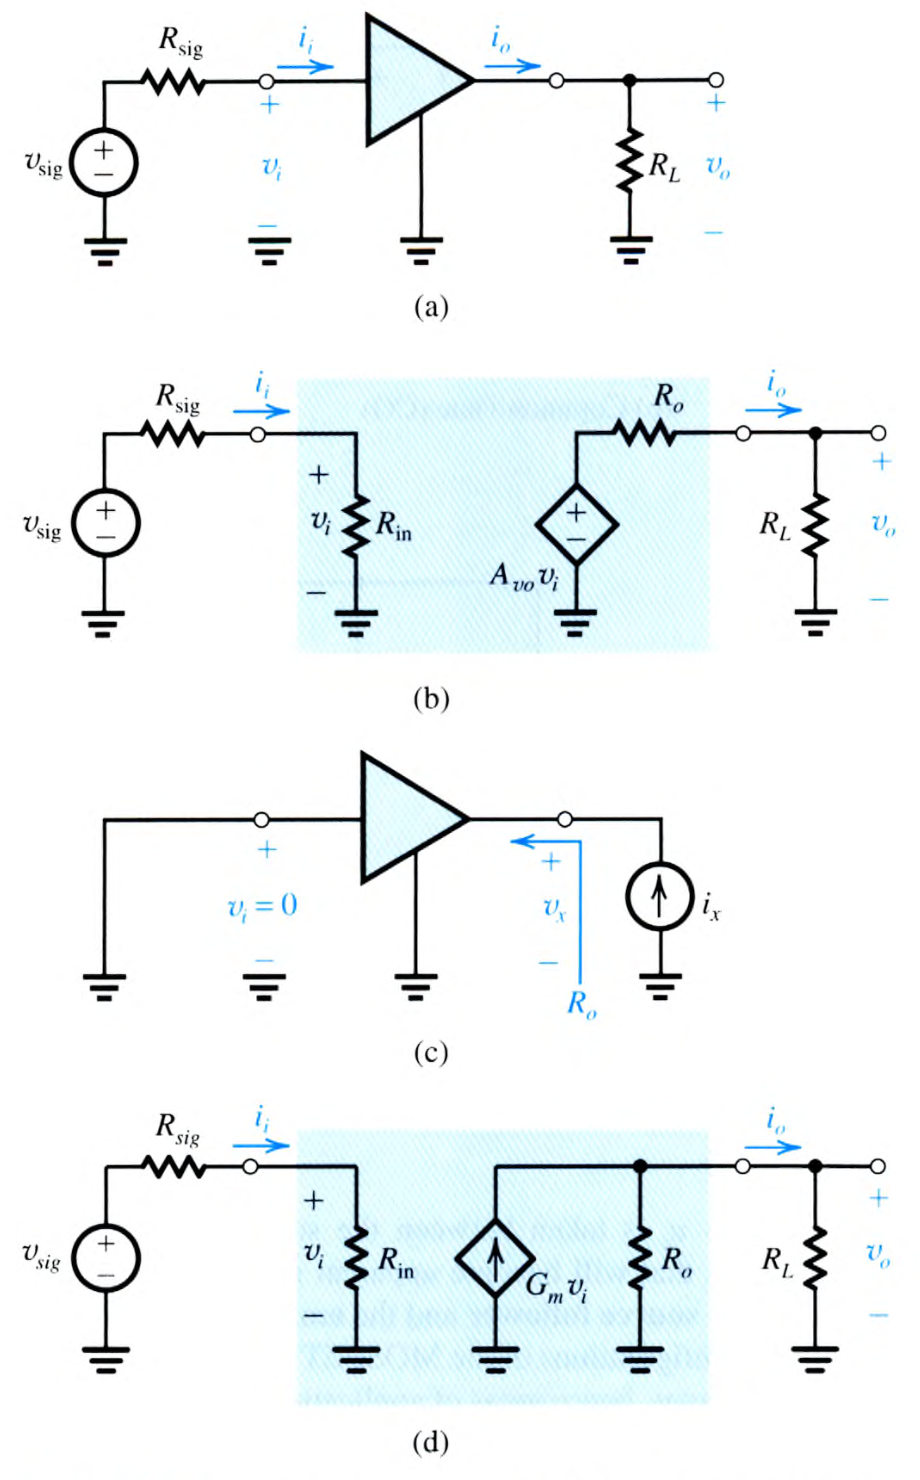 R_sig i_i i_o
+ + +
v_sig − v_i R_L v_o
− −
(a)
R_sig i_i R_o i_o
+ + + +
v_sig − v_i R_in − R_L v_o
− A_vo v_i −
(b)
+ +
v_i = 0 v_x i_x
− −
R_o
(c)
R_sig i_i i_o
+ + +
v_sig − v_i R_in G_m v_i R_o R_L v_o
− −
(d)